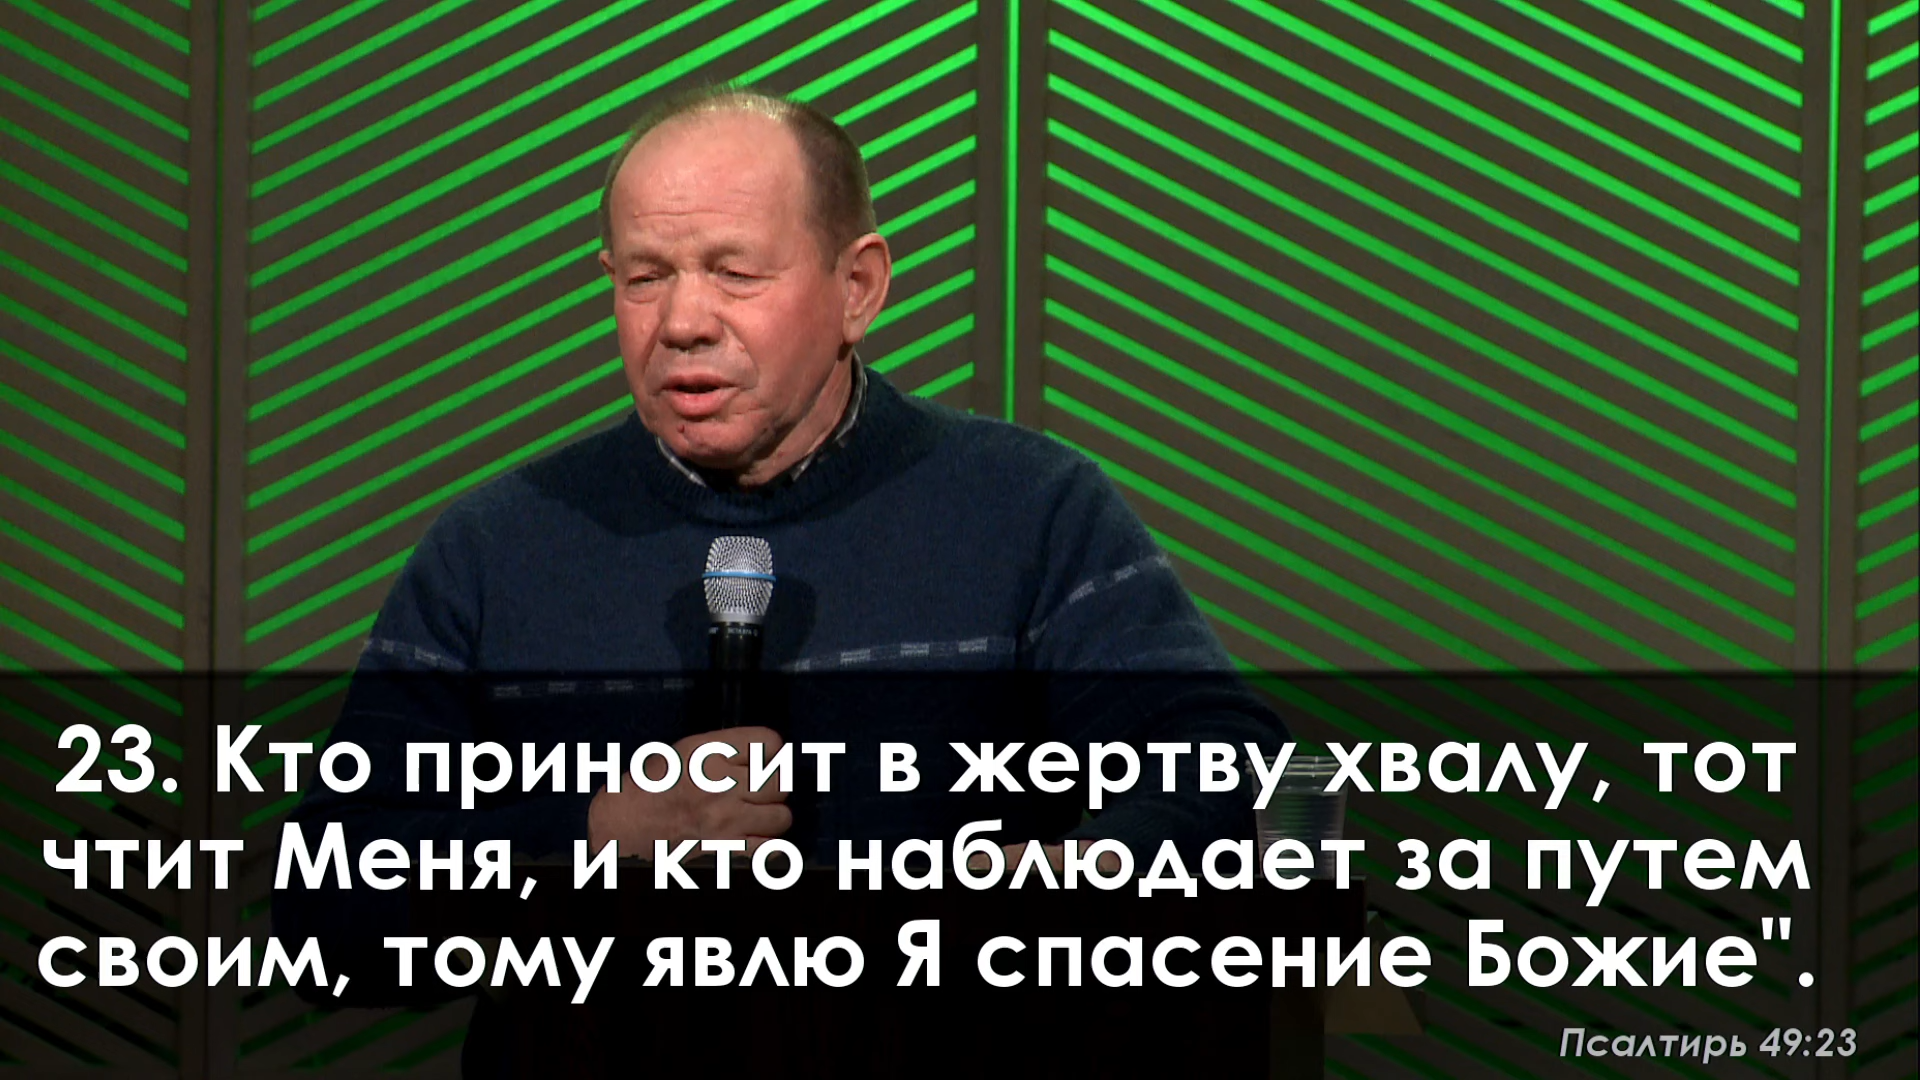 23. Кто приносит в жертву хвалу, тот
чтит Меня, и кто наблюдает за путем
своим, тому явлю Я спасение Божие".
Псалтирь 49:23